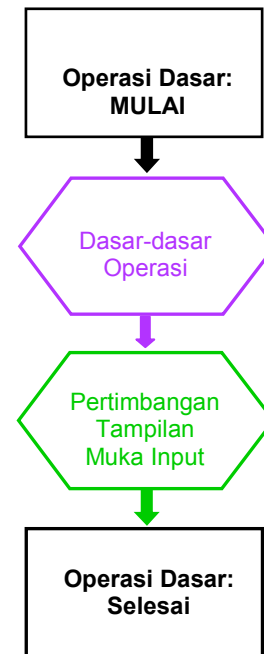 Operasi Dasar:
MULAI
Dasar-dasar
Operasi
Pertimbangan
Tampilan
Muka Input
Operasi Dasar:
Selesai